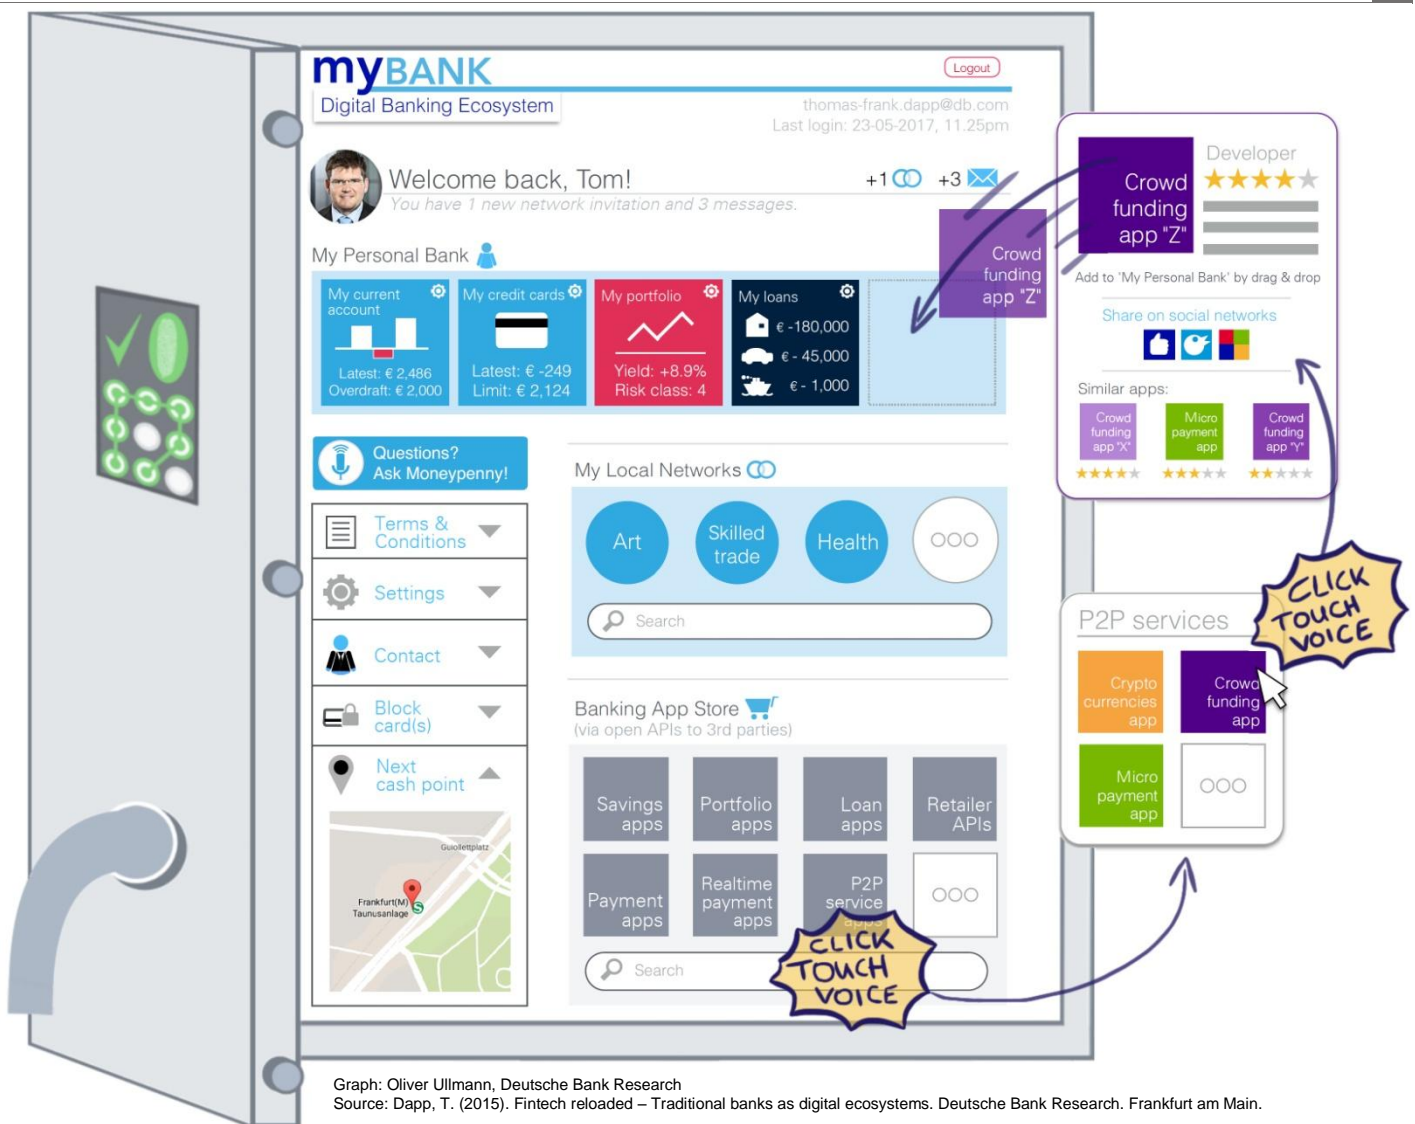 myBANK
Logout
Digital Banking Ecosystem
thomas-frank.dapp@db.com
Last login: 23-05-2017, 11.25pm
Welcome back, Tom!
+1
+3
You have 1 new network invitation and 3 messages.
My Personal Bank
My current
account
Latest: € 2,486
Overdraft: € 2,000
My credit cards
Latest: € -249
Limit: € 2,124
My portfolio
Yield: +8.9%
Risk class: 4
My loans
€ -180,000
€ - 45,000
€ - 1,000
Crowd
funding
app "Z"
Crowd
funding
app "Z"
Developer
Add to 'My Personal Bank' by drag & drop
Share on social networks
Similar apps:
Crowd
funding
app "X"
Micro
payment
app
Crowd
funding
app "Y"
Questions?
Ask Moneypenny!
Terms &
Conditions
Settings
Contact
Block
card(s)
Next
cash point
Guiollettplatz
Frankfurt(M)
Taunusanlage
S
My Local Networks
Art
Skilled
trade
Health
Search
Banking App Store
(via open APIs to 3rd parties)
Savings
apps
Portfolio
apps
Loan
apps
Retailer
APIs
Payment
apps
Realtime
payment
apps
P2P
service
apps
Search
CLICK
TOUCH
VOICE
P2P services
Crypto
currencies
app
Crowd
funding
app
Micro
payment
app
CLICK
TOUCH
VOICE
Graph: Oliver Ullmann, Deutsche Bank Research
Source: Dapp, T. (2015). Fintech reloaded – Traditional banks as digital ecosystems. Deutsche Bank Research. Frankfurt am Main.